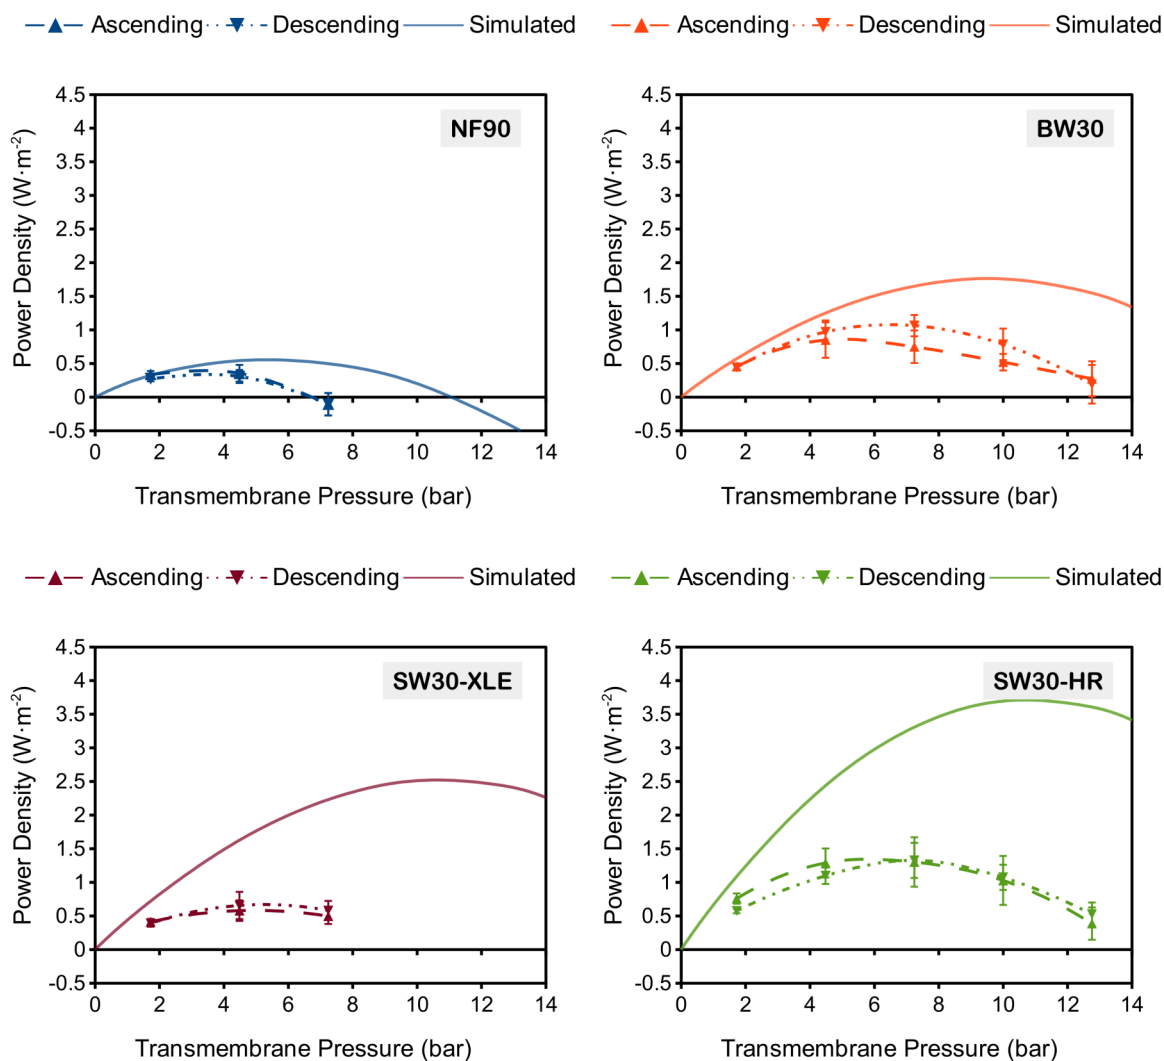 Ascending Descending Simulated
4.5
4
3.5
3
2.5
2
1.5
1
0.5
0
-0.5
0 2 4 6 8 10 12 14
Power Density (W·m-2)
Transmembrane Pressure (bar)
NF90
Ascending Descending Simulated
4.5
4
3.5
3
2.5
2
1.5
1
0.5
0
-0.5
0 2 4 6 8 10 12 14
Power Density (W·m-2)
Transmembrane Pressure (bar)
BW30
Ascending Descending Simulated
4.5
4
3.5
3
2.5
2
1.5
1
0.5
0
-0.5
0 2 4 6 8 10 12 14
Power Density (W·m-2)
Transmembrane Pressure (bar)
SW30-XLE
Ascending Descending Simulated
4.5
4
3.5
3
2.5
2
1.5
1
0.5
0
-0.5
0 2 4 6 8 10 12 14
Power Density (W·m-2)
Transmembrane Pressure (bar)
SW30-HR